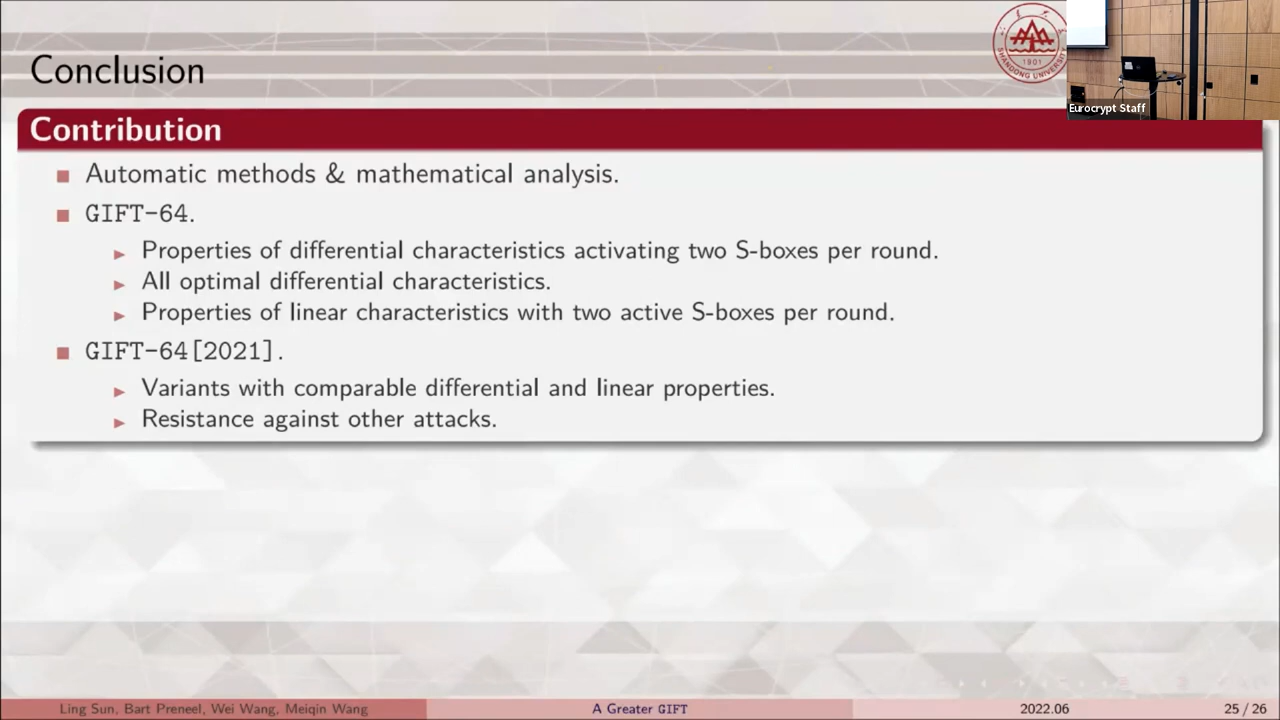 Conclusion
SHANDONG UNIVERSITY
1901
Eurocrypt Staff
Contribution
Automatic methods & mathematical analysis.
GIFT-64.
Properties of differential characteristics activating two S-boxes per round.
All optimal differential characteristics.
Properties of linear characteristics with two active S-boxes per round.
GIFT-64[2021].
Variants with comparable differential and linear properties.
Resistance against other attacks.
Ling Sun, Bart Preneel, Wei Wang, Meiqin Wang
A Greater GIFT
2022.06
25 / 26